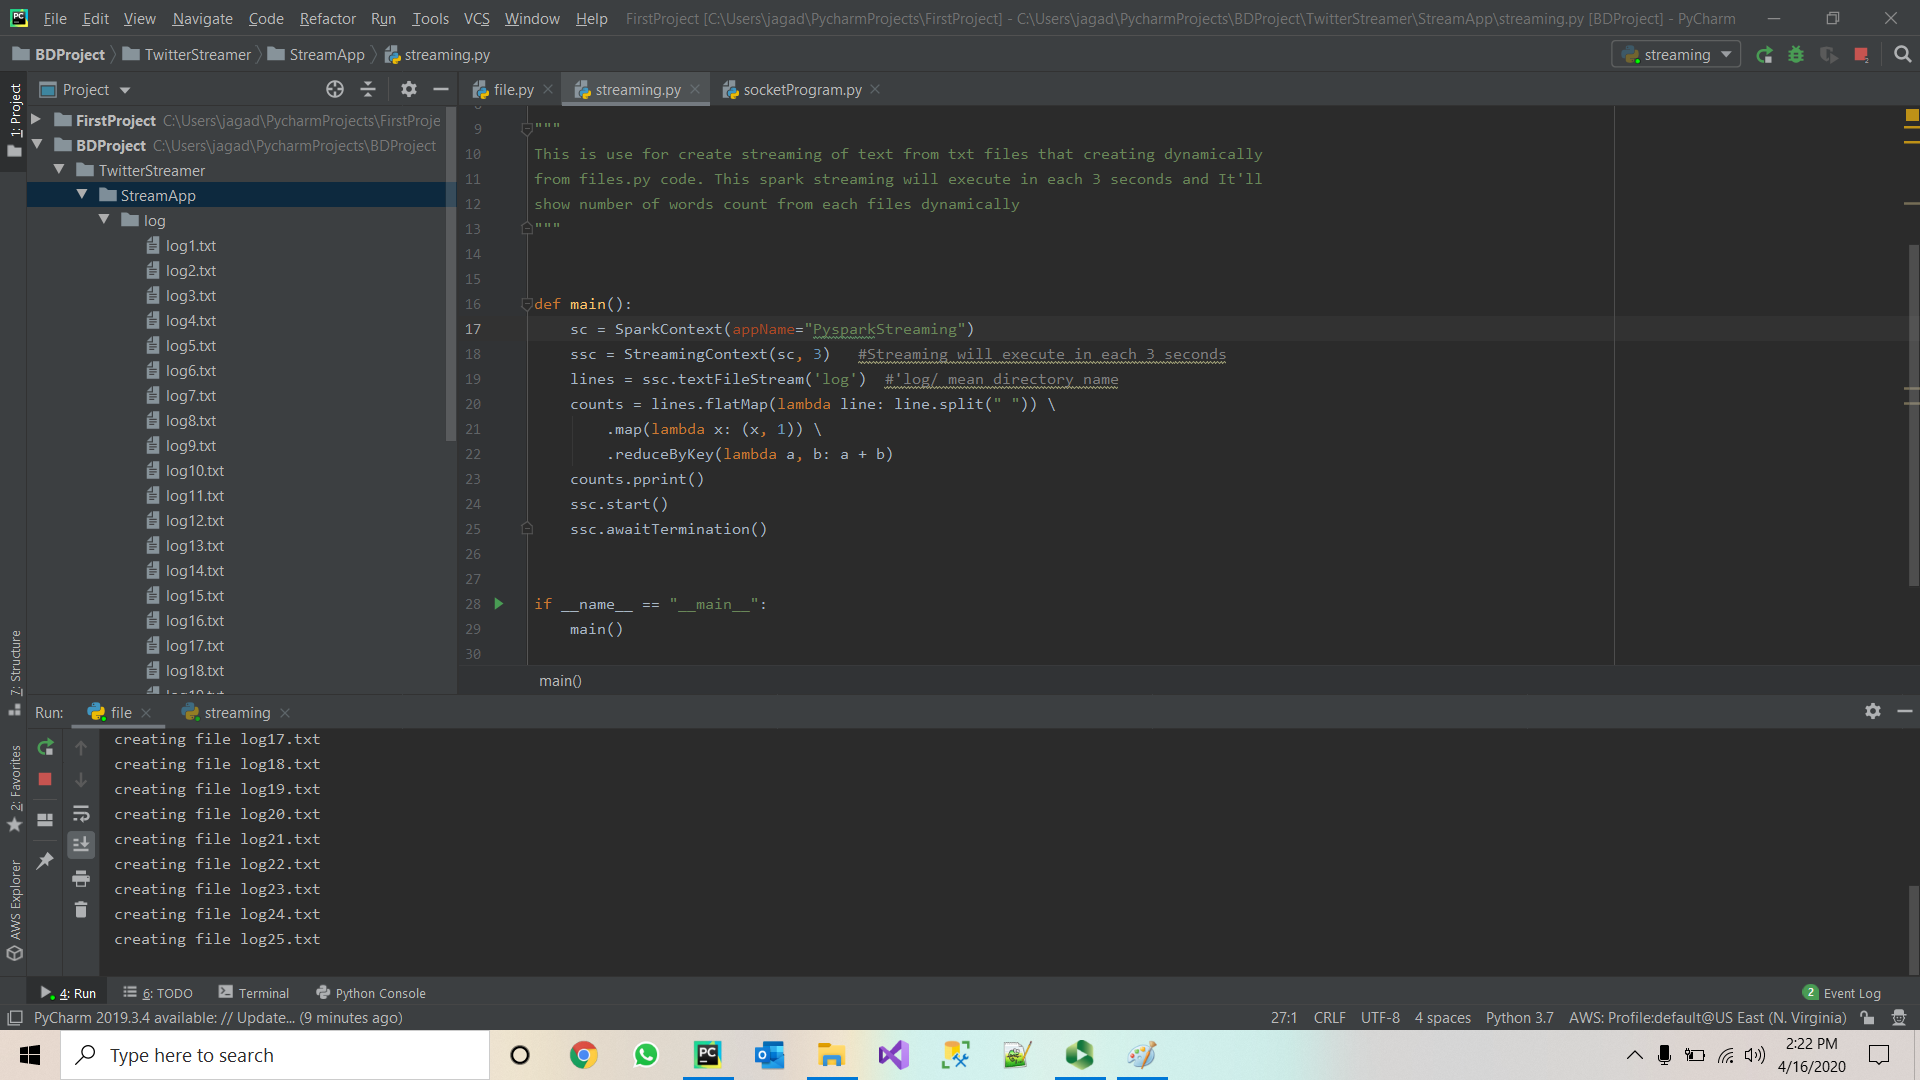 File Edit View Navigate Code Refactor Run Tools VCS Window Help FirstProject [C:\Users\jagad\PycharmProjects\FirstProject] - C:\Users\jagad\PycharmProjects\BDProject\TwitterStreamer\StreamApp\streaming.py [BDProject] - PyCharm
BDProject TwitterStreamer StreamApp streaming.py streaming
1: Project
Project
FirstProject C:\Users\jagad\PycharmProjects\FirstProje
BDProject C:\Users\jagad\PycharmProjects\BDProject
TwitterStreamer
StreamApp
log
log1.txt
log2.txt
log3.txt
log4.txt
log5.txt
log6.txt
log7.txt
log8.txt
log9.txt
log10.txt
log11.txt
log12.txt
log13.txt
log14.txt
log15.txt
log16.txt
log17.txt
log18.txt
file.py streaming.py socketProgram.py
9 """
10 This is use for create streaming of text from txt files that creating dynamically
11 from files.py code. This spark streaming will execute in each 3 seconds and It'll
12 show number of words count from each files dynamically
13 """
14
15
16 def main():
17 sc = SparkContext(appName="PysparkStreaming")
18 ssc = StreamingContext(sc, 3) #Streaming will execute in each 3 seconds
19 lines = ssc.textFileStream('log') #'log/ mean directory name
20 counts = lines.flatMap(lambda line: line.split(" ")) \
21 .map(lambda x: (x, 1)) \
22 .reduceByKey(lambda a, b: a + b)
23 counts.pprint()
24 ssc.start()
25 ssc.awaitTermination()
26
27
28 if __name__ == "__main__":
29 main()
30
main()
7: Structure
2: Favorites
AWS Explorer
Run: file streaming
creating file log17.txt
creating file log18.txt
creating file log19.txt
creating file log20.txt
creating file log21.txt
creating file log22.txt
creating file log23.txt
creating file log24.txt
creating file log25.txt
4: Run 6: TODO Terminal Python Console 2 Event Log
PyCharm 2019.3.4 available: // Update... (9 minutes ago) 27:1 CRLF UTF-8 4 spaces Python 3.7 AWS: Profile:default@US East (N. Virginia)
Type here to search
2:22 PM
4/16/2020